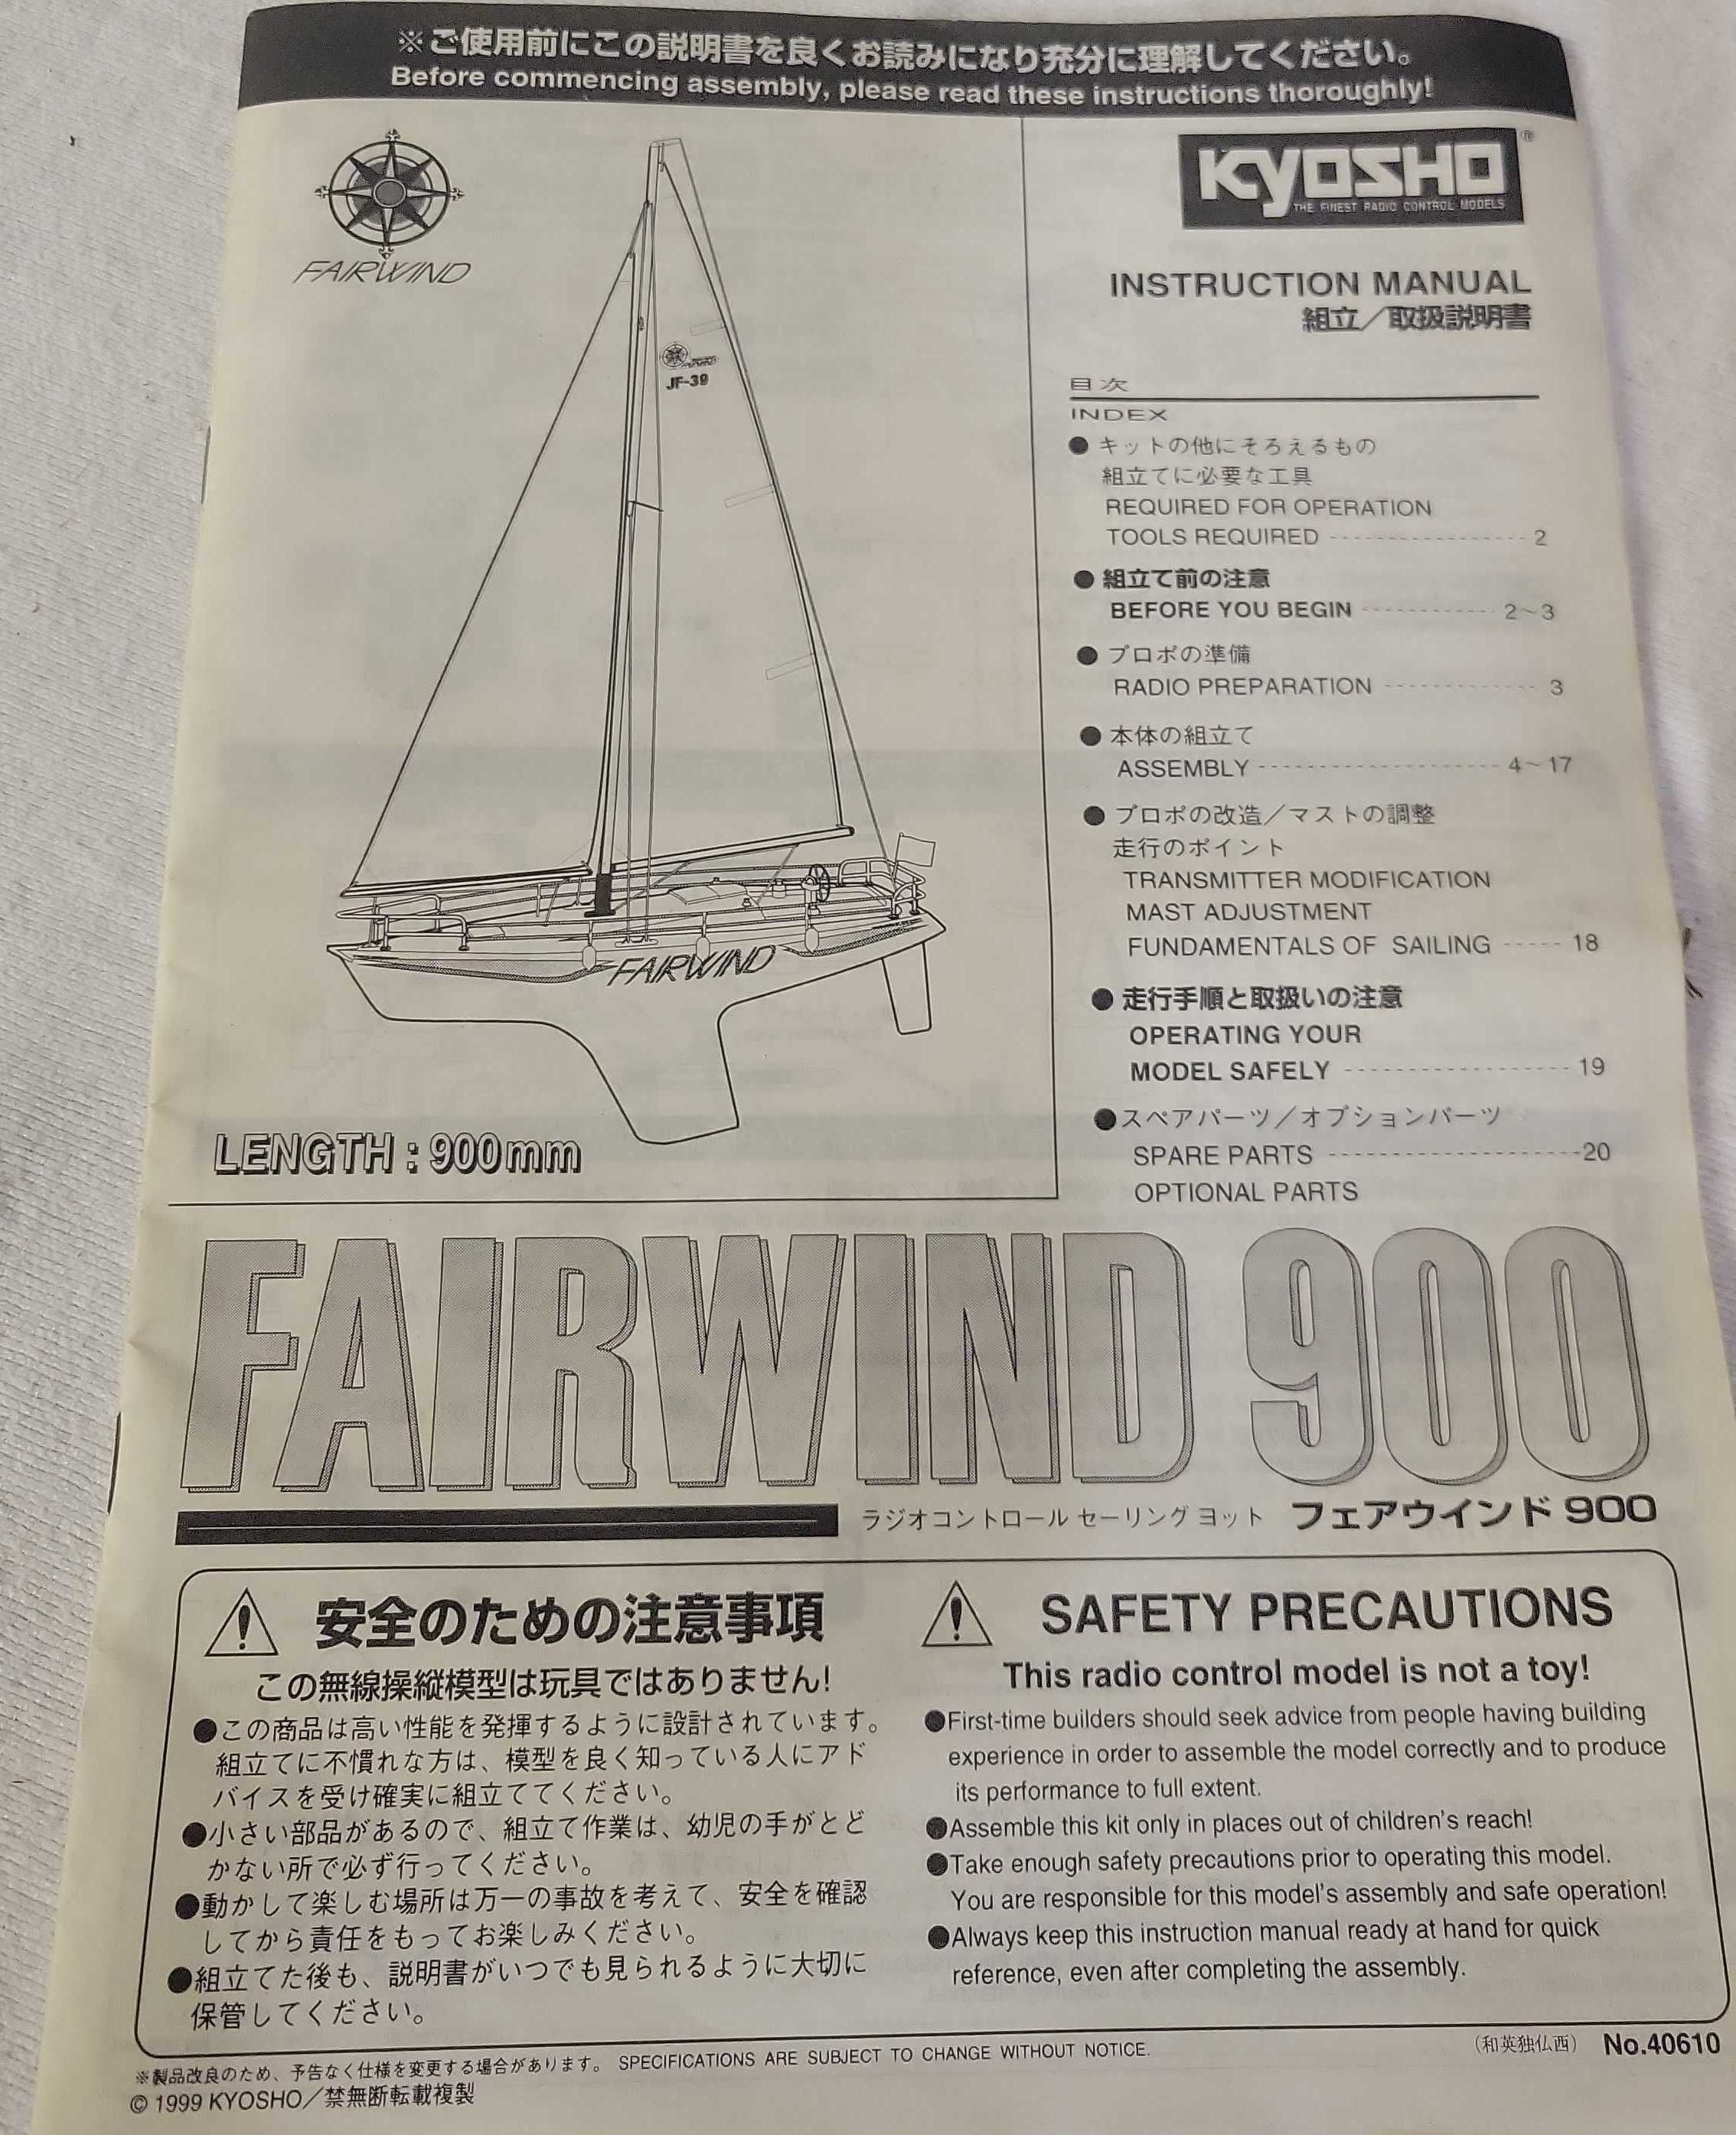 ※ご使用前にこの説明書を良くお読みになり充分に理解してください。
Before commencing assembly, please read these instructions thoroughly!
FAIRWIND
JF-39
FAIRWIND
LENGTH : 900mm
KYOSHO ®
THE FINEST RADIO CONTROL MODELS
INSTRUCTION MANUAL
組立／取扱説明書
目次
INDEX
●キットの他にそろえるもの
組立てに必要な工具
REQUIRED FOR OPERATION
TOOLS REQUIRED ---------------- 2
●組立て前の注意
BEFORE YOU BEGIN ----------- 2~3
●プロポの準備
RADIO PREPARATION ------------- 3
●本体の組立て
ASSEMBLY -------------------- 4~17
●プロポの改造／マストの調整
走行のポイント
TRANSMITTER MODIFICATION
MAST ADJUSTMENT
FUNDAMENTALS OF SAILING ----- 18
●走行手順と取扱いの注意
OPERATING YOUR
MODEL SAFELY ------------------ 19
●スペアパーツ／オプションパーツ
SPARE PARTS --------------------20
OPTIONAL PARTS
FAIRWIND 900
ラジオコントロール セーリング ヨット フェアウインド 900
安全のための注意事項
この無線操縦模型は玩具ではありません!
●この商品は高い性能を発揮するように設計されています。
組立てに不慣れな方は、模型を良く知っている人にアド
バイスを受け確実に組立ててください。
●小さい部品があるので、組立て作業は、幼児の手がとど
かない所で必ず行ってください。
●動かして楽しむ場所は万一の事故を考えて、安全を確認
してから責任をもってお楽しみください。
●組立てた後も、説明書がいつでも見られるように大切に
保管してください。
SAFETY PRECAUTIONS
This radio control model is not a toy!
●First-time builders should seek advice from people having building
experience in order to assemble the model correctly and to produce
its performance to full extent.
●Assemble this kit only in places out of children's reach!
●Take enough safety precautions prior to operating this model.
You are responsible for this model's assembly and safe operation!
●Always keep this instruction manual ready at hand for quick
reference, even after completing the assembly.
※製品改良のため、予告なく仕様を変更する場合があります。 SPECIFICATIONS ARE SUBJECT TO CHANGE WITHOUT NOTICE.
（和英独仏西） No.40610
© 1999 KYOSHO／禁無断転載複製